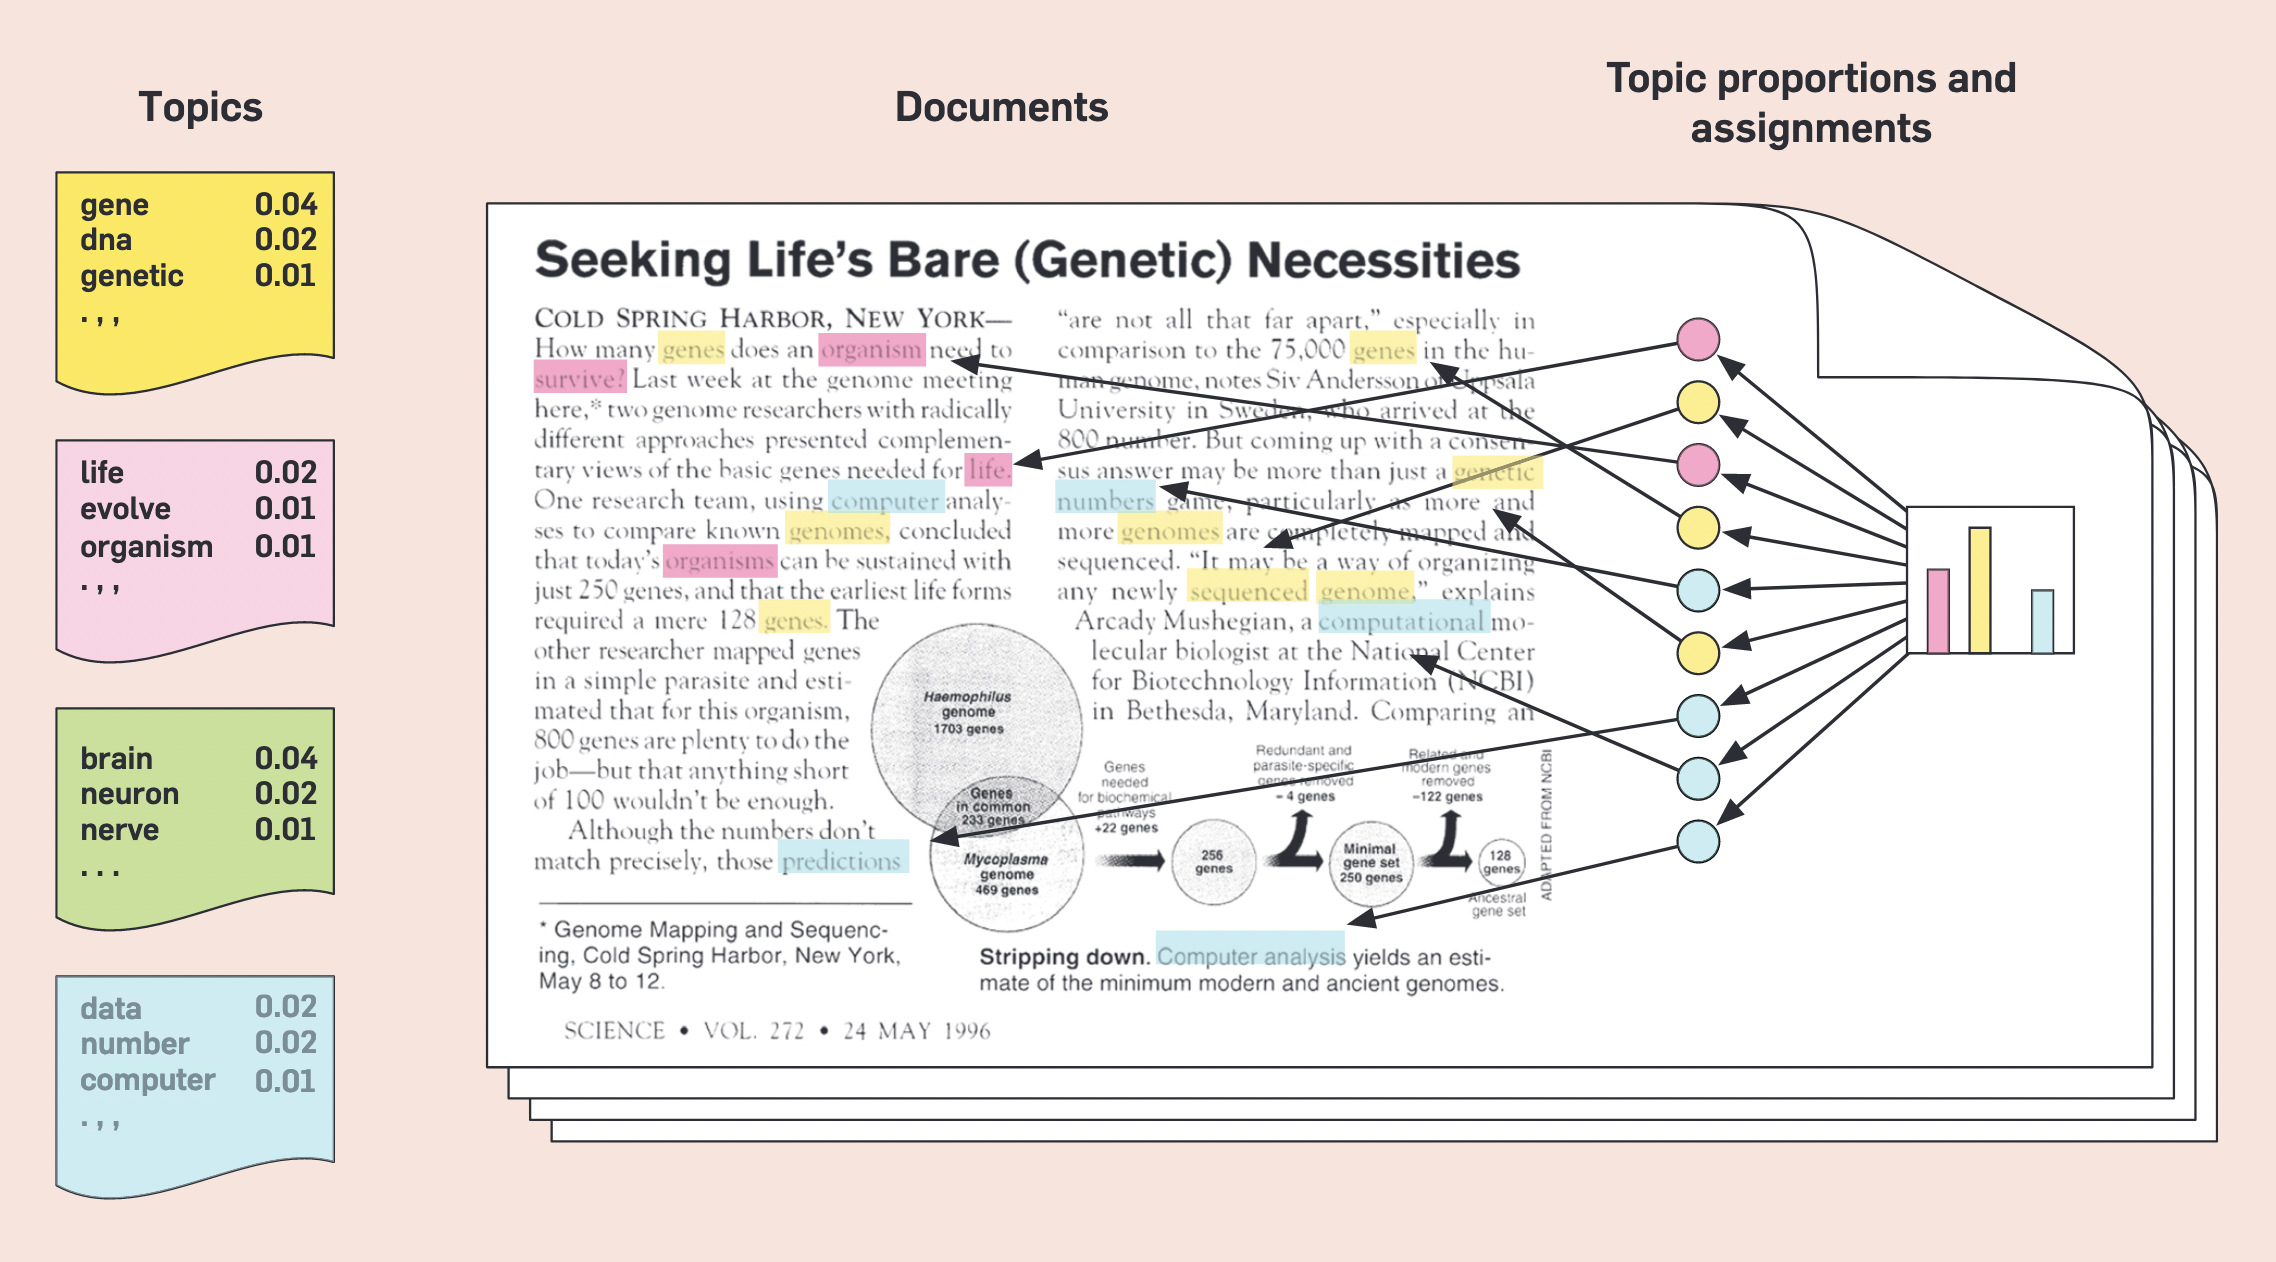 Topics
Documents
Topic proportions and
assignments
gene 0.04
dna 0.02
genetic 0.01
. , ,
life 0.02
evolve 0.01
organism 0.01
. , ,
brain 0.04
neuron 0.02
nerve 0.01
. . .
data 0.02
number 0.02
computer 0.01
. , ,
Seeking Life's Bare (Genetic) Necessities
COLD SPRING HARBOR, NEW YORK—
How many genes does an organism need to
survive? Last week at the genome meeting
here,* two genome researchers with radically
different approaches presented complemen-
tary views of the basic genes needed for life.
One research team, using computer analy-
ses to compare known genomes, concluded
that today's organisms can be sustained with
just 250 genes, and that the earliest life forms
required a mere 128 genes. The
other researcher mapped genes
in a simple parasite and esti-
mated that for this organism,
800 genes are plenty to do the
job—but that anything short
of 100 wouldn't be enough.
Although the numbers don't
match precisely, those predictions
* Genome Mapping and Sequenc-
ing, Cold Spring Harbor, New York,
May 8 to 12.
SCIENCE • VOL. 272 • 24 MAY 1996
“are not all that far apart,” especially in
comparison to the 75,000 genes in the hu-
man genome, notes Siv Andersson of Uppsala
University in Sweden, who arrived at the
800 number. But coming up with a consen-
sus answer may be more than just a genetic
numbers game, particularly as more and
more genomes are completely mapped and
sequenced. “It may be a way of organizing
any newly sequenced genome,” explains
Arcady Mushegian, a computational mo-
lecular biologist at the National Center
for Biotechnology Information (NCBI)
in Bethesda, Maryland. Comparing an
Haemophilus
genome
1703 genes
Genes
in common
233 genes
Mycoplasma
genome
469 genes
Genes
needed
for biochemical
pathways
+22 genes
256
genes
Redundant and
parasite-specific
genes removed
– 4 genes
Minimal
gene set
250 genes
Related and
modern genes
removed
–122 genes
128
genes
Ancestral
gene set
ADAPTED FROM NCBI
Stripping down. Computer analysis yields an esti-
mate of the minimum modern and ancient genomes.